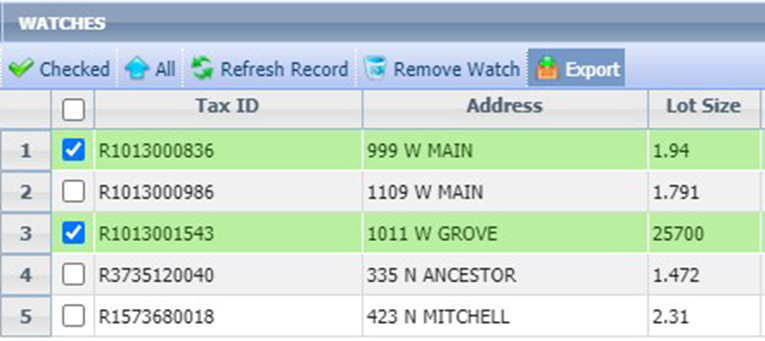 WATCHES
Checked All Refresh Record Remove Watch Export
Tax ID Address Lot Size
1 R1013000836 999 W MAIN 1.94
2 R1013000986 1109 W MAIN 1.791
3 R1013001543 1011 W GROVE 25700
4 R3735120040 335 N ANCESTOR 1.472
5 R1573680018 423 N MITCHELL 2.31